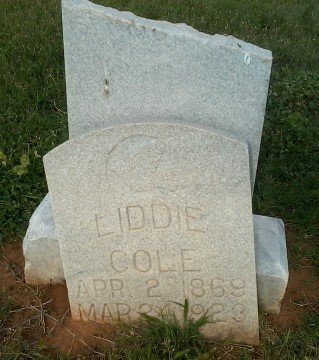 LIDDIE
COLE
APR. 2 1869
MAR.